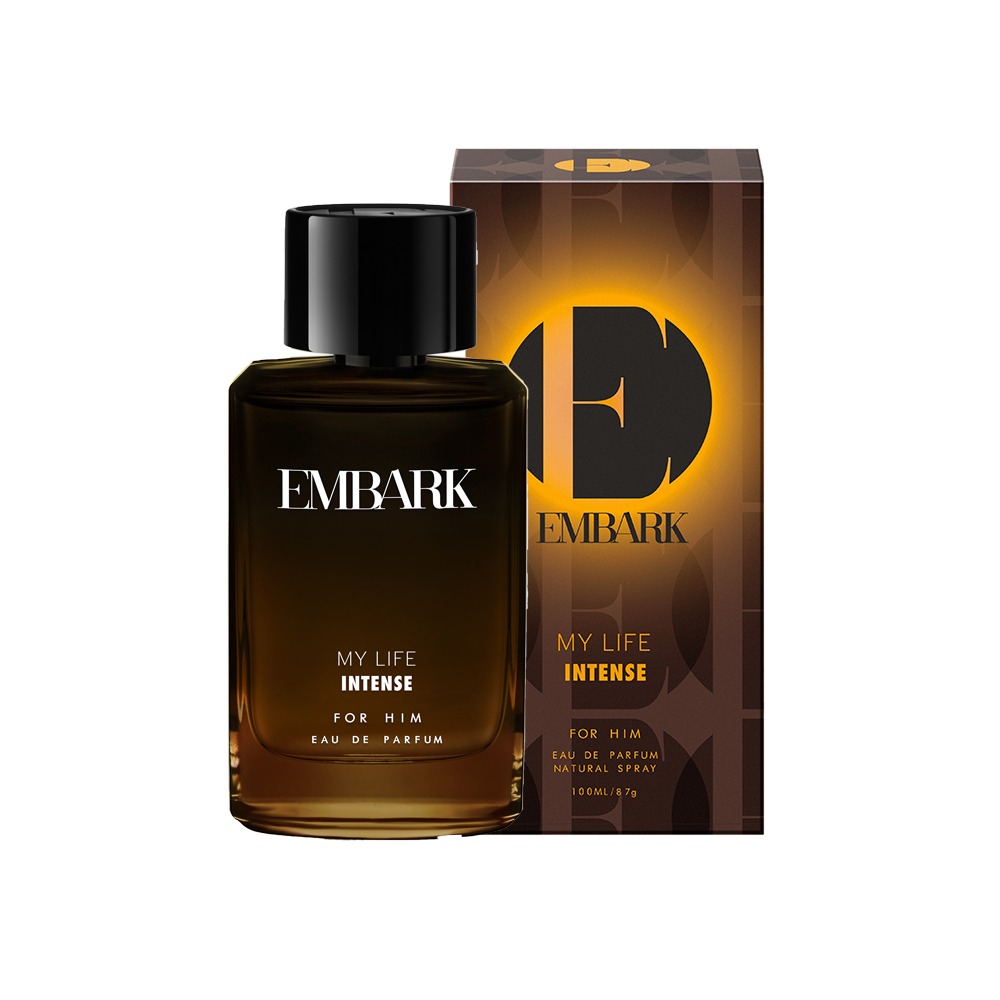 EMBARK
MY LIFE
INTENSE
FOR HIM
EAU DE PARFUM
E
EMBARK
MY LIFE
INTENSE
FOR HIM
EAU DE PARFUM
NATURAL SPRAY
100ML/87g